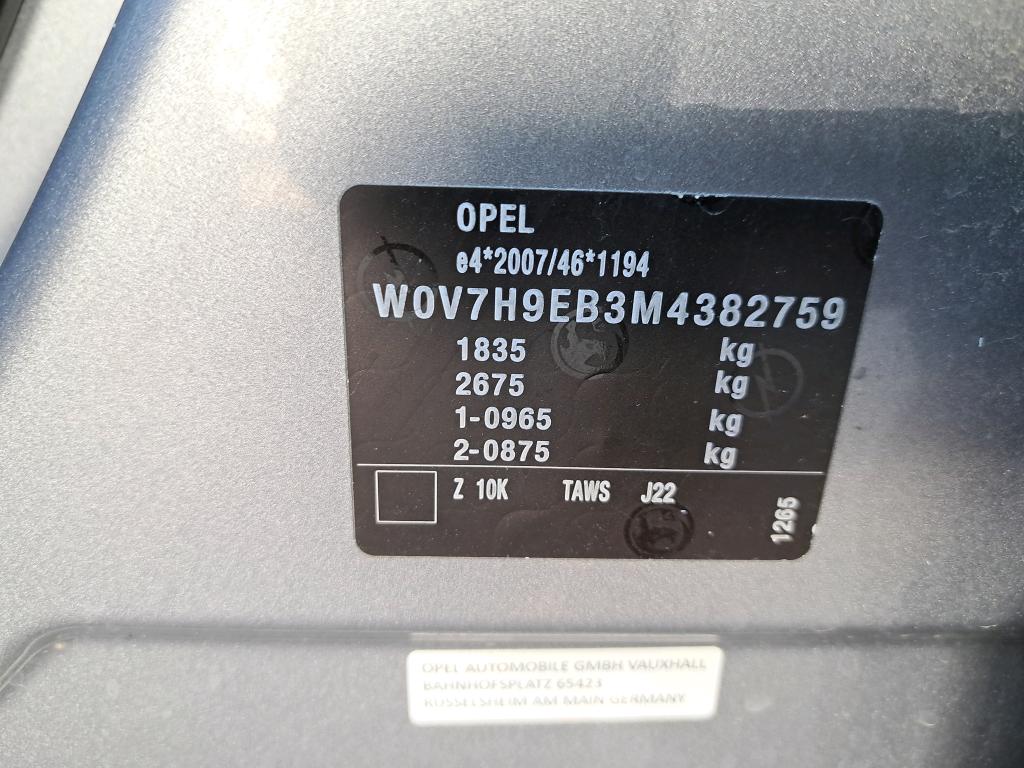 OPEL
e4*2007/46*1194
W0V7H9EB3M4382759
1835 kg
2675 kg
1-0965 kg
2-0875 kg
Z 10K TAWS J22
1265
OPEL AUTOMOBILE GMBH VAUXHALL
BAHNHOFSPLATZ 65423
RUSSELSHEIM AM MAIN GERMANY